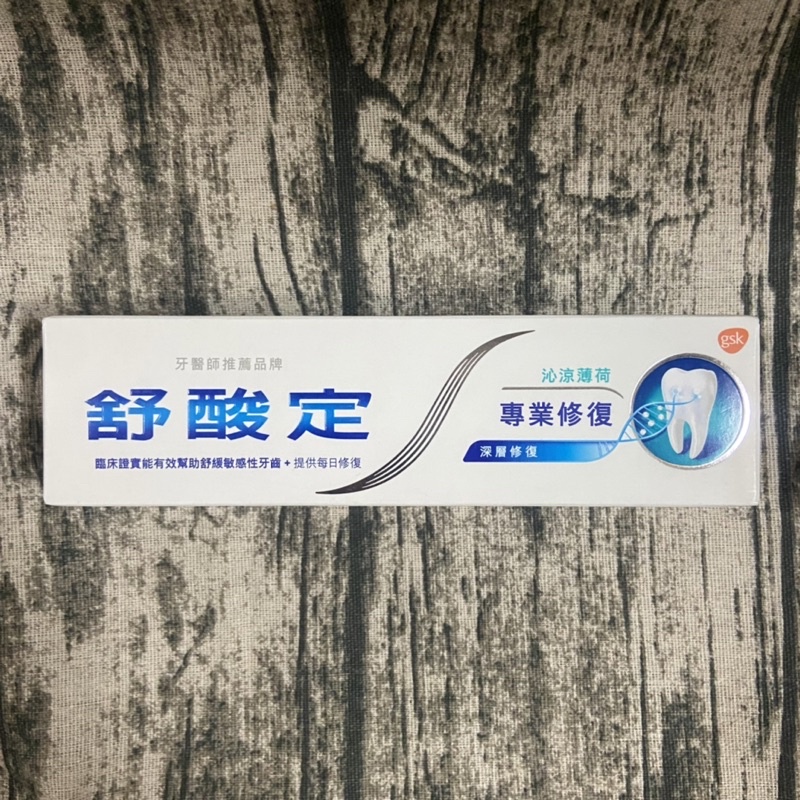 牙醫師推薦品牌
舒酸定
臨床證實能有效幫助舒緩敏感性牙齒+提供每日修復
沁涼薄荷
專業修復
深層修復
gsk